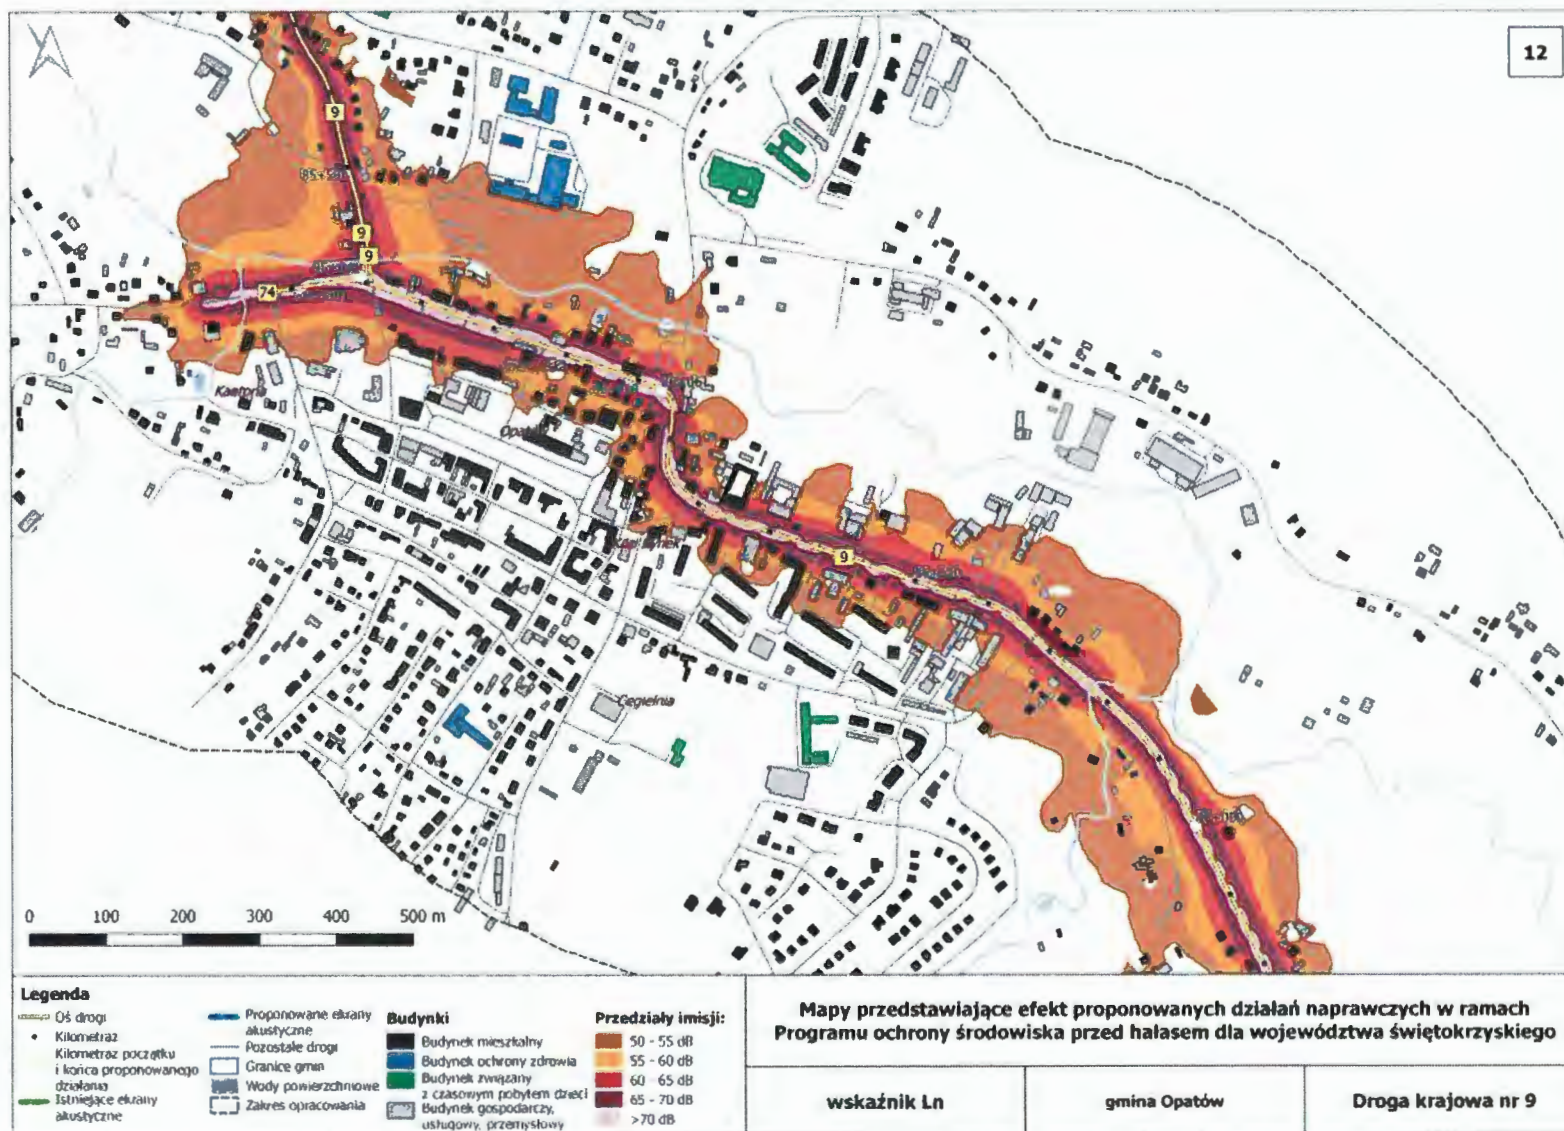 12
9
9
9
74
Kaetoria
Opatów
9
Cegielnia
0 100 200 300 400 500 m
Legenda
Oś drogi
Kilometraż
Kilometraż początku
i końca proponowanego
działania
Istniejące ekrany
akustyczne
Proponowane ekrany
akustyczne
Pozostałe drogi
Granice gmin
Wody powierzchniowe
Zakres opracowania
Budynki
Budynek mieszkalny
Budynek ochrony zdrowia
Budynek związany
z czasowym pobytem dzieci
Budynek gospodarczy,
usługowy, przemysłowy
Przedziały imisji:
50 - 55 dB
55 - 60 dB
60 - 65 dB
65 - 70 dB
>70 dB
Mapy przedstawiające efekt proponowanych działań naprawczych w ramach
Programu ochrony środowiska przed hałasem dla województwa świętokrzyskiego
wskaźnik Ln
gmina Opatów
Droga krajowa nr 9